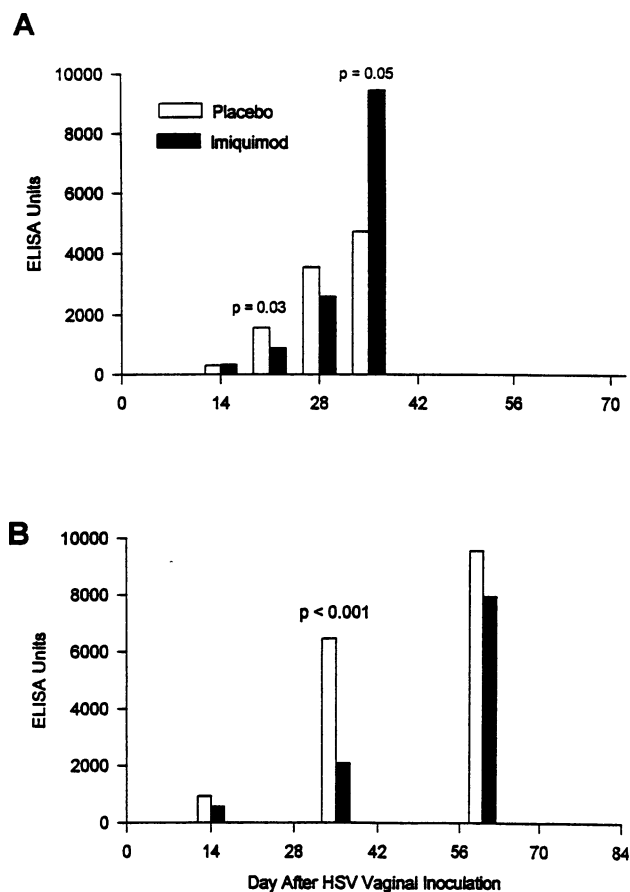 A
p = 0.05
10000
Placebo
8000
Imiquimod
6000
ELISA Units
4000
p = 0.03
2000
0
0 14 28 42 56 70
B
10000
8000
p < 0.001
6000
ELISA Units
4000
2000
0
0 14 28 42 56 70 84
Day After HSV Vaginal Inoculation